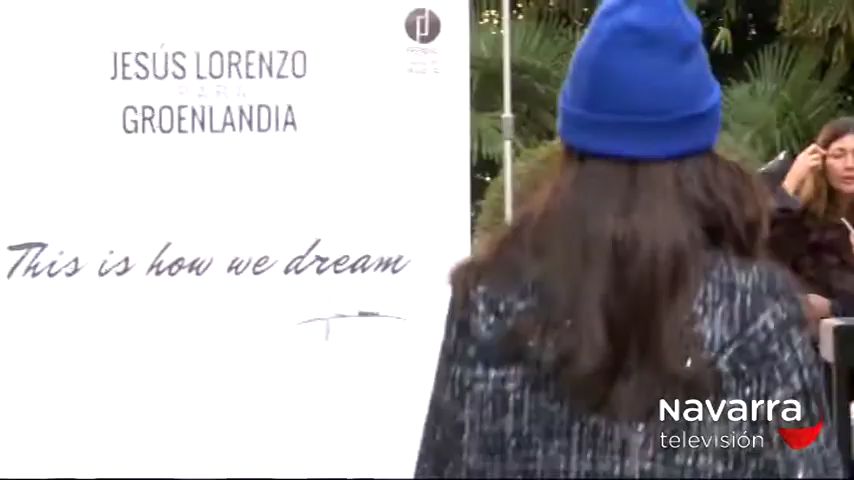 JESÚS LORENZO
PARA
GROENLANDIA
This is how we dream
Navarra
televisión